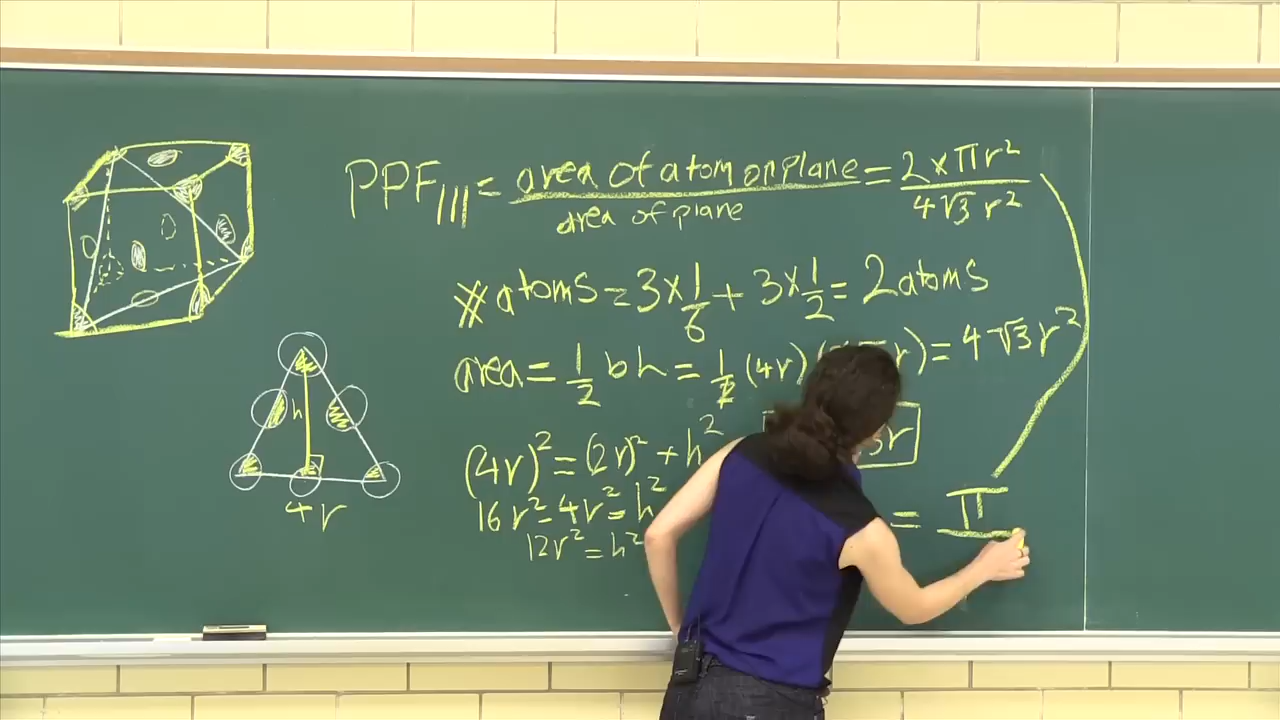 PPF111 = area of atom on plane / area of plane = 2 × πr² / 4√3 r²
# atoms = 3 × 1/6 + 3 × 1/2 = 2 atoms
area = 1/2 bh = 1/2 (4r) ( r) = 4√3 r²
h
4r
(4r)² = (2r)² + h² 3r
16r² - 4r² = h²
12r² = h²
= π